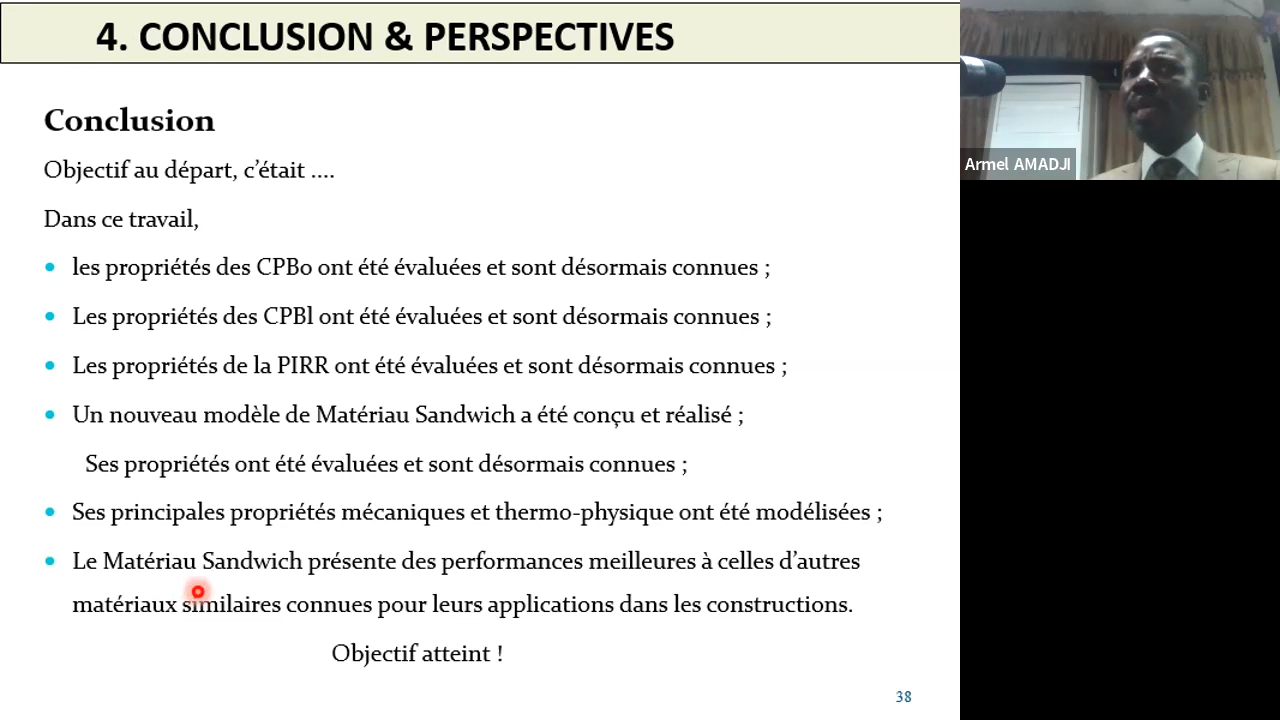 4. CONCLUSION & PERSPECTIVES
Conclusion
Objectif au départ, c’était ....
Dans ce travail,
les propriétés des CPBo ont été évaluées et sont désormais connues ;
Les propriétés des CPBl ont été évaluées et sont désormais connues ;
Les propriétés de la PIRR ont été évaluées et sont désormais connues ;
Un nouveau modèle de Matériau Sandwich a été conçu et réalisé ;
Ses propriétés ont été évaluées et sont désormais connues ;
Ses principales propriétés mécaniques et thermo-physique ont été modélisées ;
Le Matériau Sandwich présente des performances meilleures à celles d’autres
matériaux similaires connues pour leurs applications dans les constructions.
Objectif atteint !
38
Armel AMADJI